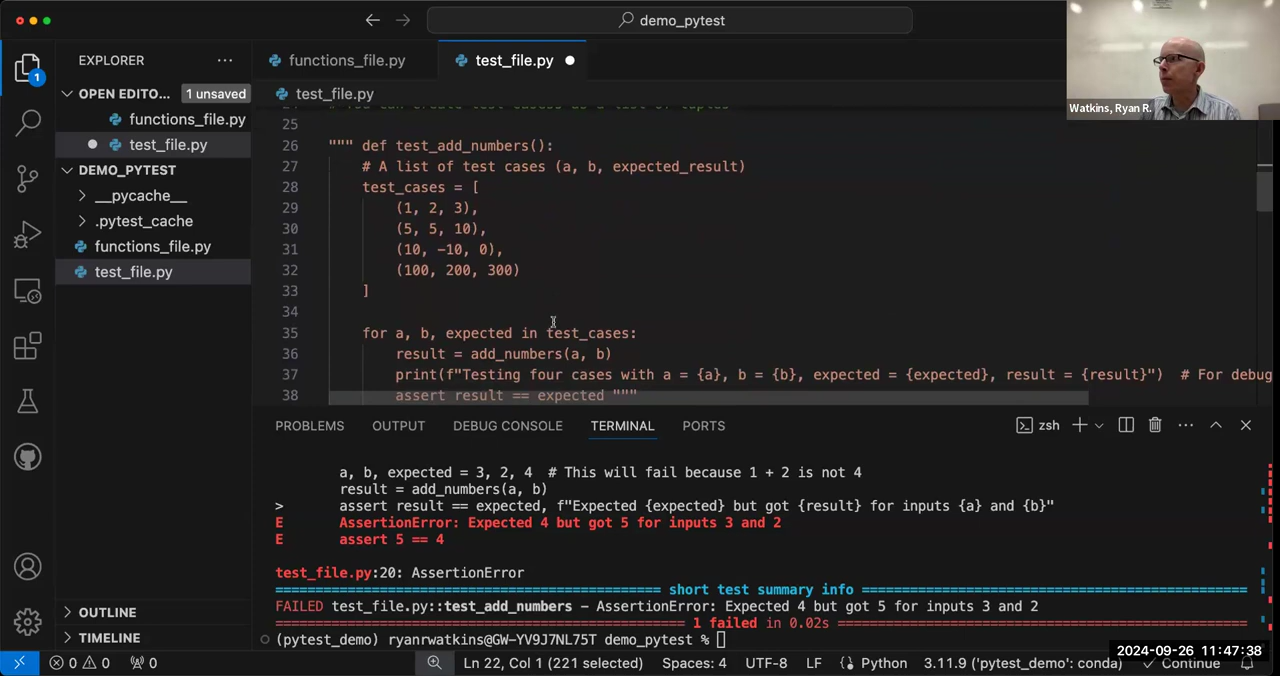 demo_pytest
Watkins, Ryan R.
EXPLORER
functions_file.py
test_file.py
OPEN EDITO...
1 unsaved
functions_file.py
test_file.py
DEMO_PYTEST
__pycache__
.pytest_cache
functions_file.py
test_file.py
OUTLINE
TIMELINE
1
test_file.py
25
26 """ def test_add_numbers():
27 # A list of test cases (a, b, expected_result)
28 test_cases = [
29 (1, 2, 3),
30 (5, 5, 10),
31 (10, -10, 0),
32 (100, 200, 300)
33 ]
34
35 for a, b, expected in test_cases:
36 result = add_numbers(a, b)
37 print(f"Testing four cases with a = {a}, b = {b}, expected = {expected}, result = {result}") # For debug
38 assert result == expected """
PROBLEMS OUTPUT DEBUG CONSOLE TERMINAL PORTS
zsh
a, b, expected = 3, 2, 4 # This will fail because 1 + 2 is not 4
result = add_numbers(a, b)
> assert result == expected, f"Expected {expected} but got {result} for inputs {a} and {b}"
E AssertionError: Expected 4 but got 5 for inputs 3 and 2
E assert 5 == 4
test_file.py:20: AssertionError
short test summary info
FAILED test_file.py::test_add_numbers - AssertionError: Expected 4 but got 5 for inputs 3 and 2
1 failed in 0.02s
(pytest_demo) ryanrwatkins@GW-YV9J7NL75T demo_pytest %
0 0 0 Ln 22, Col 1 (221 selected) Spaces: 4 UTF-8 LF Python 3.11.9 ('pytest_demo': conda) Continue
2024-09-26 11:47:38